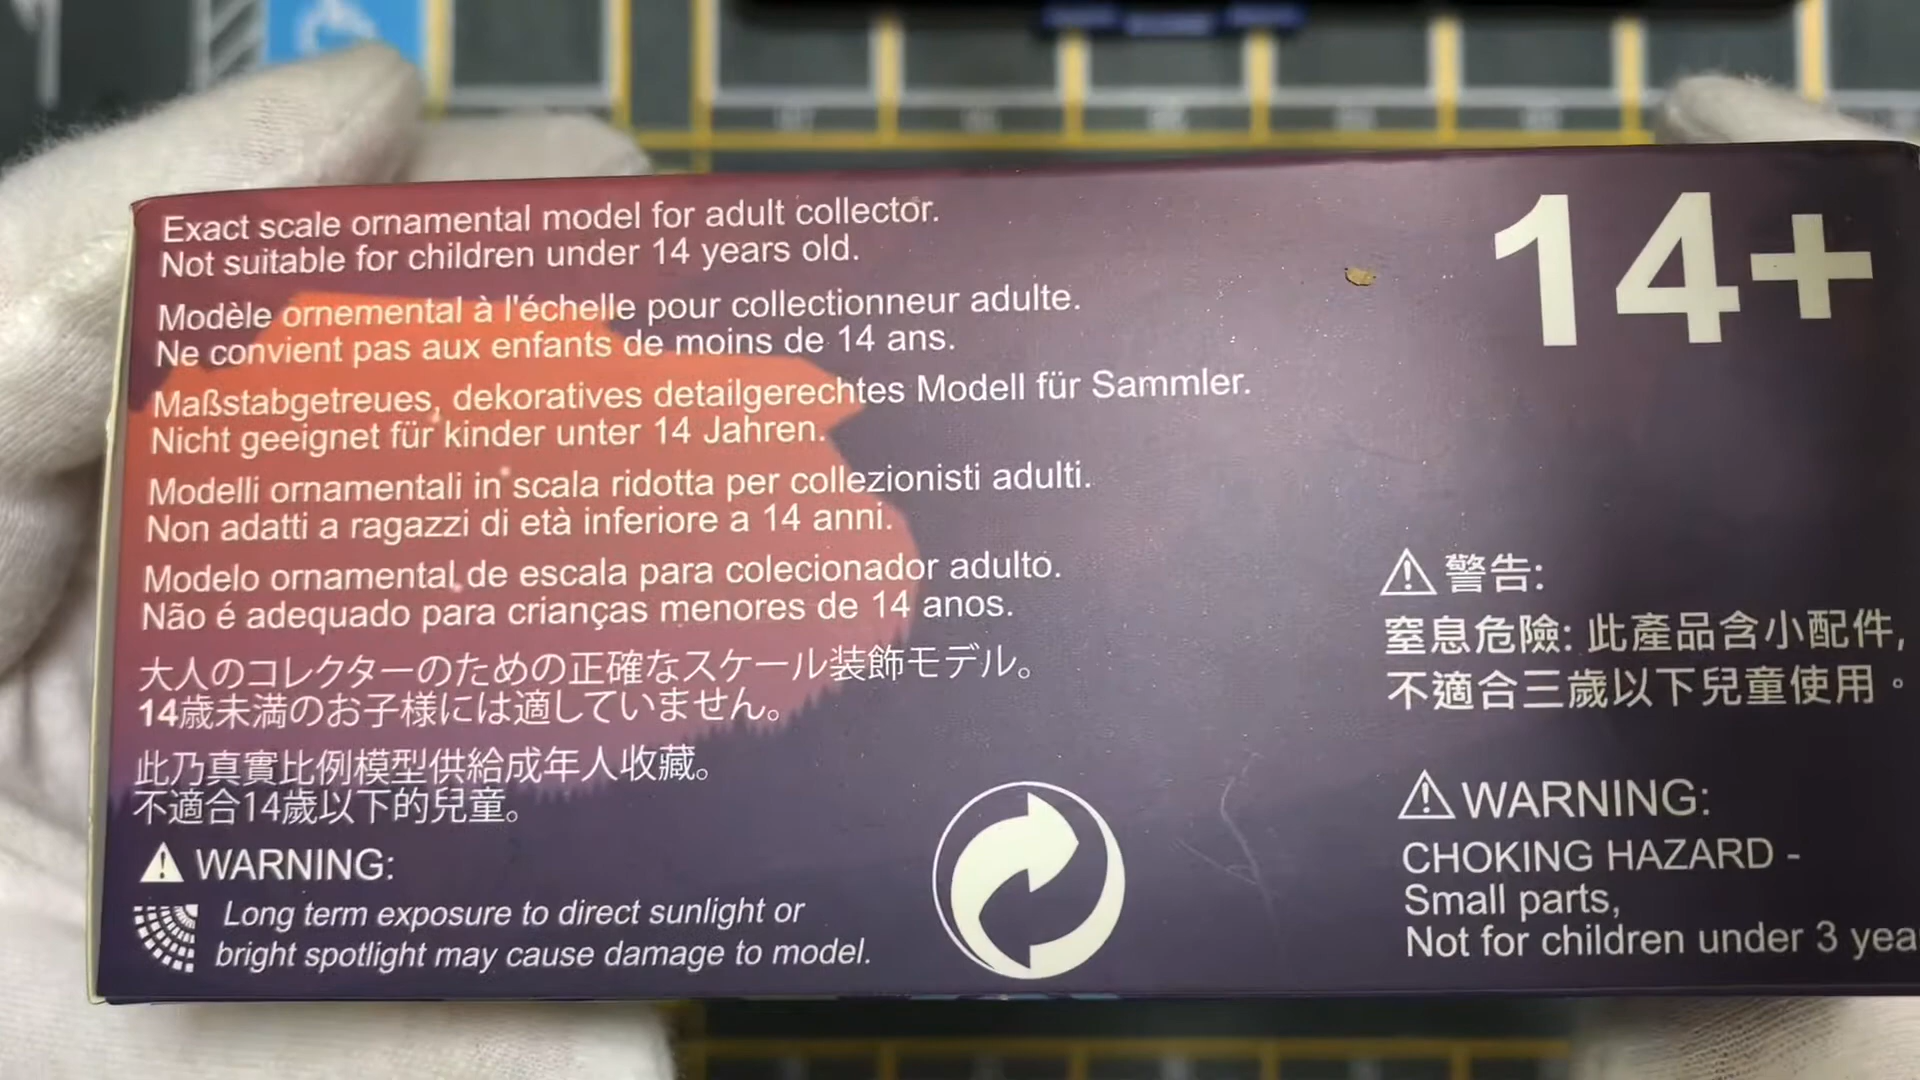 Exact scale ornamental model for adult collector.
Not suitable for children under 14 years old.
Modèle ornemental à l'échelle pour collectionneur adulte.
Ne convient pas aux enfants de moins de 14 ans.
Maßstabgetreues, dekoratives detailgerechtes Modell für Sammler.
Nicht geeignet für kinder unter 14 Jahren.
Modelli ornamentali in scala ridotta per collezionisti adulti.
Non adatti a ragazzi di età inferiore a 14 anni.
Modelo ornamental de escala para colecionador adulto.
Não é adequado para crianças menores de 14 anos.
大人のコレクターのための正確なスケール装飾モデル。
14歳未満のお子様には適していません。
此乃真實比例模型供給成年人收藏。
不適合14歲以下的兒童。
WARNING:
Long term exposure to direct sunlight or
bright spotlight may cause damage to model.
14+
警告:
窒息危險: 此產品含小配件,
不適合三歲以下兒童使用。
WARNING:
CHOKING HAZARD -
Small parts,
Not for children under 3 yea